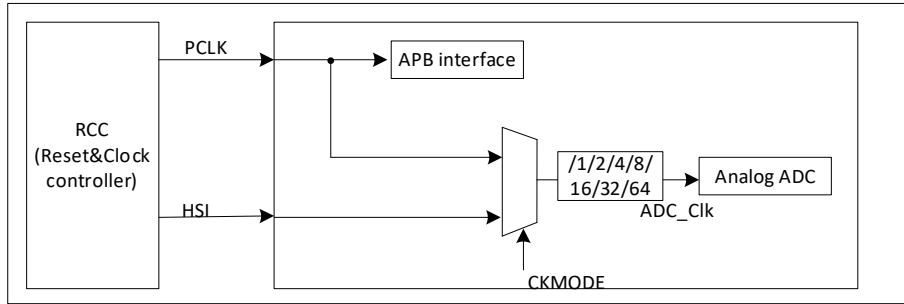 PCLK
APB interface
RCC
(Reset&Clock
controller)
/1/2/4/8/
16/32/64
Analog ADC
ADC_Clk
HSI
CKMODE